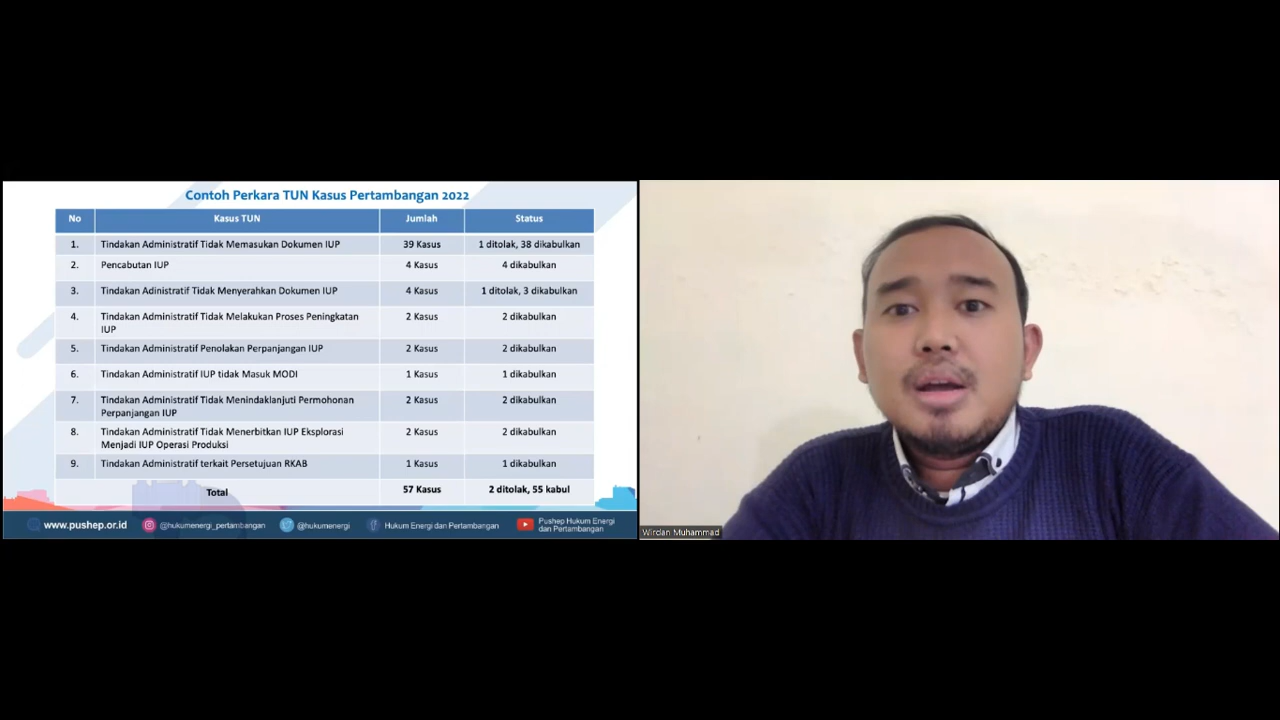 Contoh Perkara TUN Kasus Pertambangan 2022
No Kasus TUN Jumlah Status
1. Tindakan Administratif Tidak Memasukan Dokumen IUP 39 Kasus 1 ditolak, 38 dikabulkan
2. Pencabutan IUP 4 Kasus 4 dikabulkan
3. Tindakan Adinistratif Tidak Menyerahkan Dokumen IUP 4 Kasus 1 ditolak, 3 dikabulkan
4. Tindakan Administratif Tidak Melakukan Proses Peningkatan 2 Kasus 2 dikabulkan
IUP
5. Tindakan Administratif Penolakan Perpanjangan IUP 2 Kasus 2 dikabulkan
6. Tindakan Administratif IUP tidak Masuk MODI 1 Kasus 1 dikabulkan
7. Tindakan Administratif Tidak Menindaklanjuti Permohonan 2 Kasus 2 dikabulkan
Perpanjangan IUP
8. Tindakan Administratif Tidak Menerbitkan IUP Eksplorasi 2 Kasus 2 dikabulkan
Menjadi IUP Operasi Produksi
9. Tindakan Administratif terkait Persetujuan RKAB 1 Kasus 1 dikabulkan
Total 57 Kasus 2 ditolak, 55 kabul
www.pushep.or.id @hukumenergi_pertambangan @hukumenergi Hukum Energi dan Pertambangan Pushep Hukum Energi
dan Pertambangan
Wirdan Muhammad